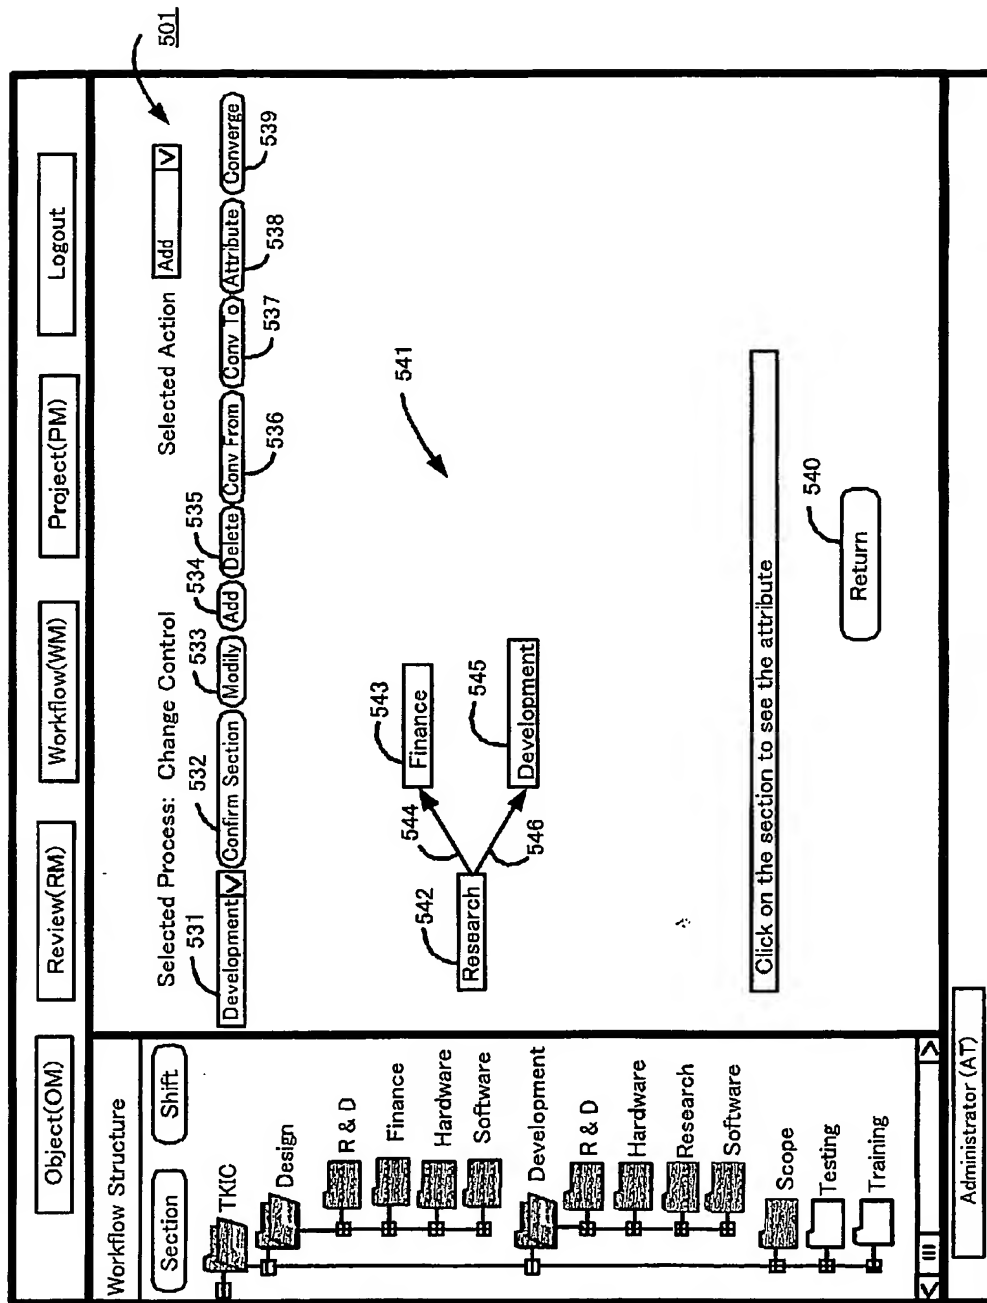 501
Object(OM) Review(RM) Workflow(WM) Project(PM) Logout
Workflow Structure
Section Shift
TKIC
Design
R & D
Finance
Hardware
Software
Development
R & D
Hardware
Research
Software
Scope
Testing
Training
Selected Process: Change Control Selected Action Add
531 532 533 534 535
Development Confirm Section Modify Add Delete Conv From Conv To Attribute Converge
536 537 538 539
541
543
Finance
544
542
Research
545
Development
546
Click on the section to see the attribute
540
Return
Administrator (AT)